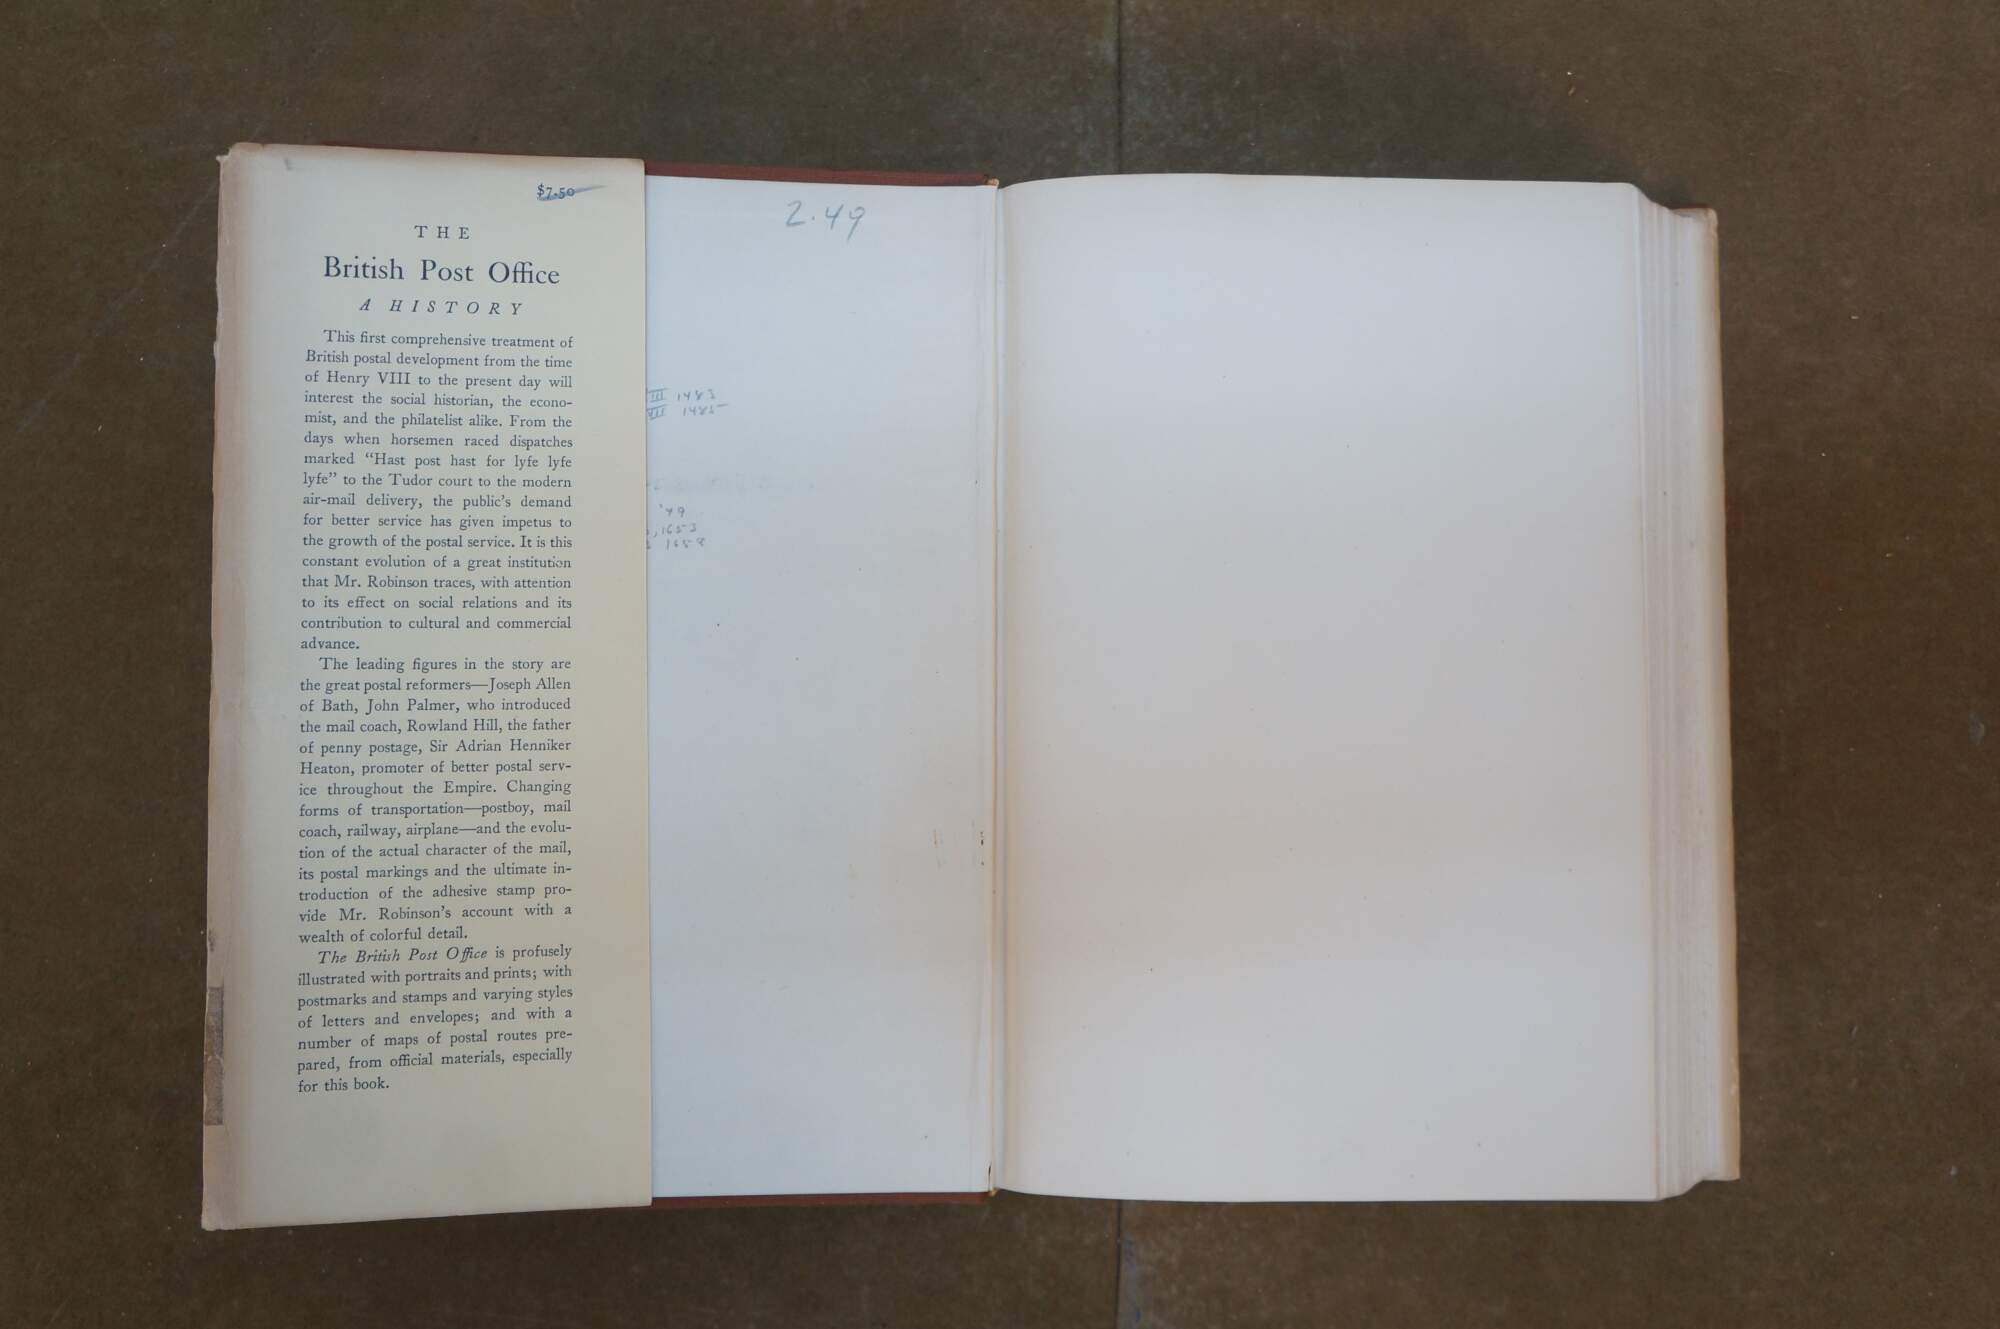 $7.50
THE
British Post Office
A HISTORY
This first comprehensive treatment of
British postal development from the time
of Henry VIII to the present day will
interest the social historian, the econo-
mist, and the philatelist alike. From the
days when horsemen raced dispatches
marked “Hast post hast for lyfe lyfe
lyfe” to the Tudor court to the modern
air-mail delivery, the public’s demand
for better service has given impetus to
the growth of the postal service. It is this
constant evolution of a great institution
that Mr. Robinson traces, with attention
to its effect on social relations and its
contribution to cultural and commercial
advance.
The leading figures in the story are
the great postal reformers—Joseph Allen
of Bath, John Palmer, who introduced
the mail coach, Rowland Hill, the father
of penny postage, Sir Adrian Henniker
Heaton, promoter of better postal serv-
ice throughout the Empire. Changing
forms of transportation—postboy, mail
coach, railway, airplane—and the evolu-
tion of the actual character of the mail,
its postal markings and the ultimate in-
troduction of the adhesive stamp pro-
vide Mr. Robinson’s account with a
wealth of colorful detail.
The British Post Office is profusely
illustrated with portraits and prints; with
postmarks and stamps and varying styles
of letters and envelopes; and with a
number of maps of postal routes pre-
pared, from official materials, especially
for this book.
2.49
III 1483
VII 1485
'49
, 1653
1658